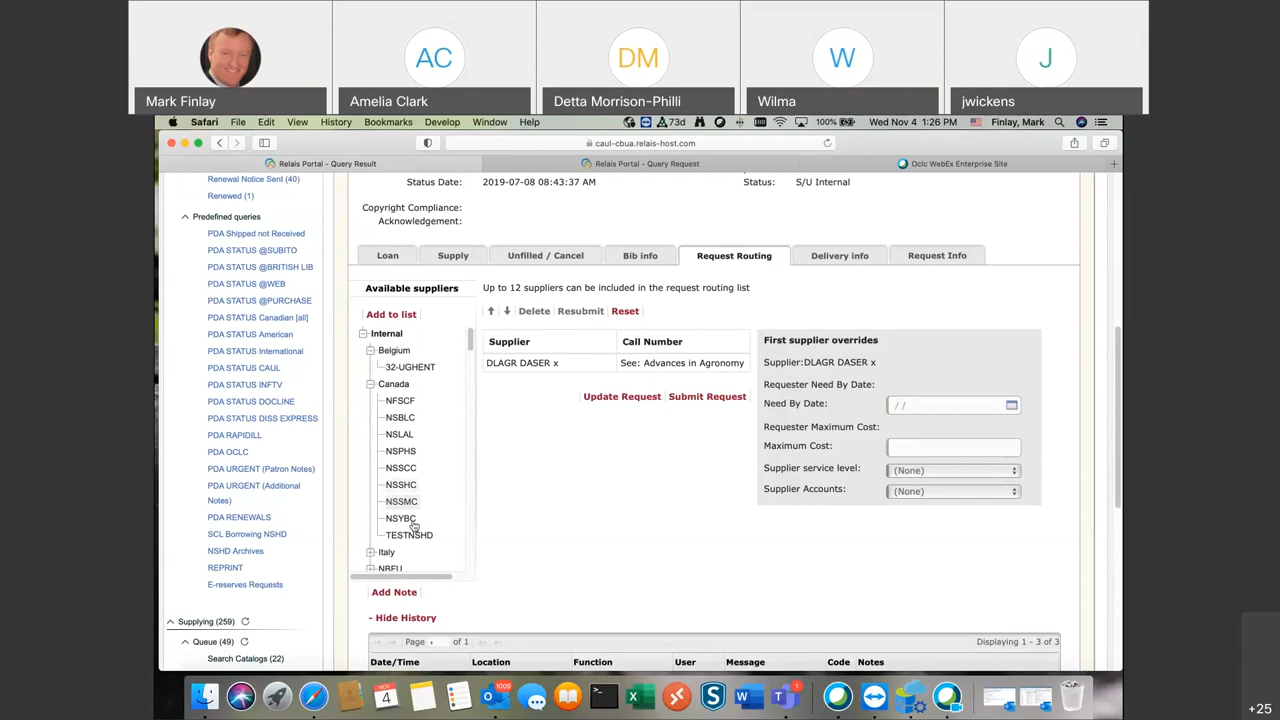 AC
DM
W
J
Mark Finlay
Amelia Clark
Detta Morrison-Philli
Wilma
jwickens
Safari File Edit View History Bookmarks Develop Window Help
73d
100%
Wed Nov 4 1:26 PM
Finlay, Mark
caul-cbua.relais-host.com
Relais Portal - Query Result
Relais Portal - Query Request
Oclc WebEx Enterprise Site
Renewal Notice Sent (40)
Renewed (1)
Predefined queries
PDA Shipped not Received
PDA STATUS @SUBITO
PDA STATUS @BRITISH LIB
PDA STATUS @WEB
PDA STATUS @PURCHASE
PDA STATUS Canadian [all]
PDA STATUS American
PDA STATUS International
PDA STATUS CAUL
PDA STATUS INFTV
PDA STATUS DOCLINE
PDA STATUS DISS EXPRESS
PDA RAPIDILL
PDA OCLC
PDA URGENT (Patron Notes)
PDA URGENT (Additional
Notes)
PDA RENEWALS
SCL Borrowing NSHD
NSHD Archives
REPRINT
E-reserves Requests
Supplying (259)
Queue (49)
Search Catalogs (22)
Status Date: 2019-07-08 08:43:37 AM
Status: S/U Internal
Copyright Compliance:
Acknowledgement:
Loan
Supply
Unfilled / Cancel
Bib info
Request Routing
Delivery info
Request Info
Available suppliers
Add to list
Internal
Belgium
32-UGHENT
Canada
NFSCF
NSBLC
NSLAL
NSPHS
NSSCC
NSSHC
NSSMC
NSYBC
TESTNSHD
Italy
NBFU
Up to 12 suppliers can be included in the request routing list
Delete Resubmit Reset
Supplier Call Number
DLAGR DASER x See: Advances in Agronomy
Update Request Submit Request
First supplier overrides
Supplier:DLAGR DASER x
Requester Need By Date:
Need By Date: / /
Requester Maximum Cost:
Maximum Cost:
Supplier service level: (None)
Supplier Accounts: (None)
Add Note
- Hide History
Page of 1
Displaying 1 - 3 of 3
Date/Time Location Function User Message Code Notes
NOV
4
1009
1
+25